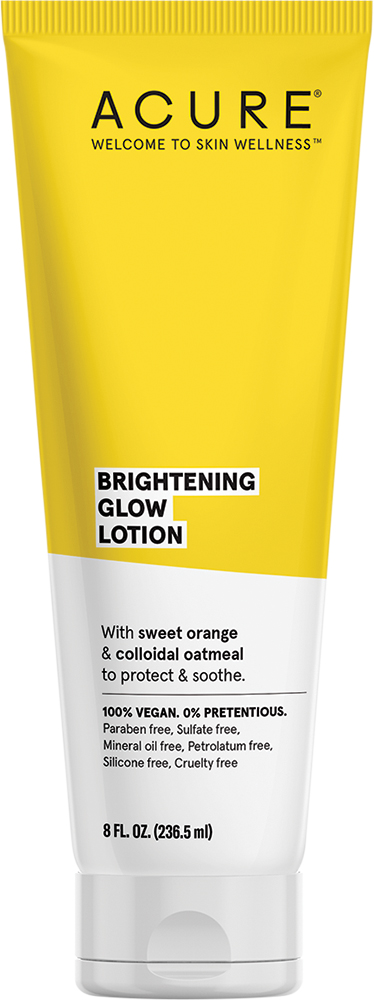 ACURE®
WELCOME TO SKIN WELLNESS™
BRIGHTENING
GLOW
LOTION
With sweet orange
& colloidal oatmeal
to protect & soothe.
100% VEGAN. 0% PRETENTIOUS.
Paraben free, Sulfate free,
Mineral oil free, Petrolatum free,
Silicone free, Cruelty free
8 FL. OZ. (236.5 ml)